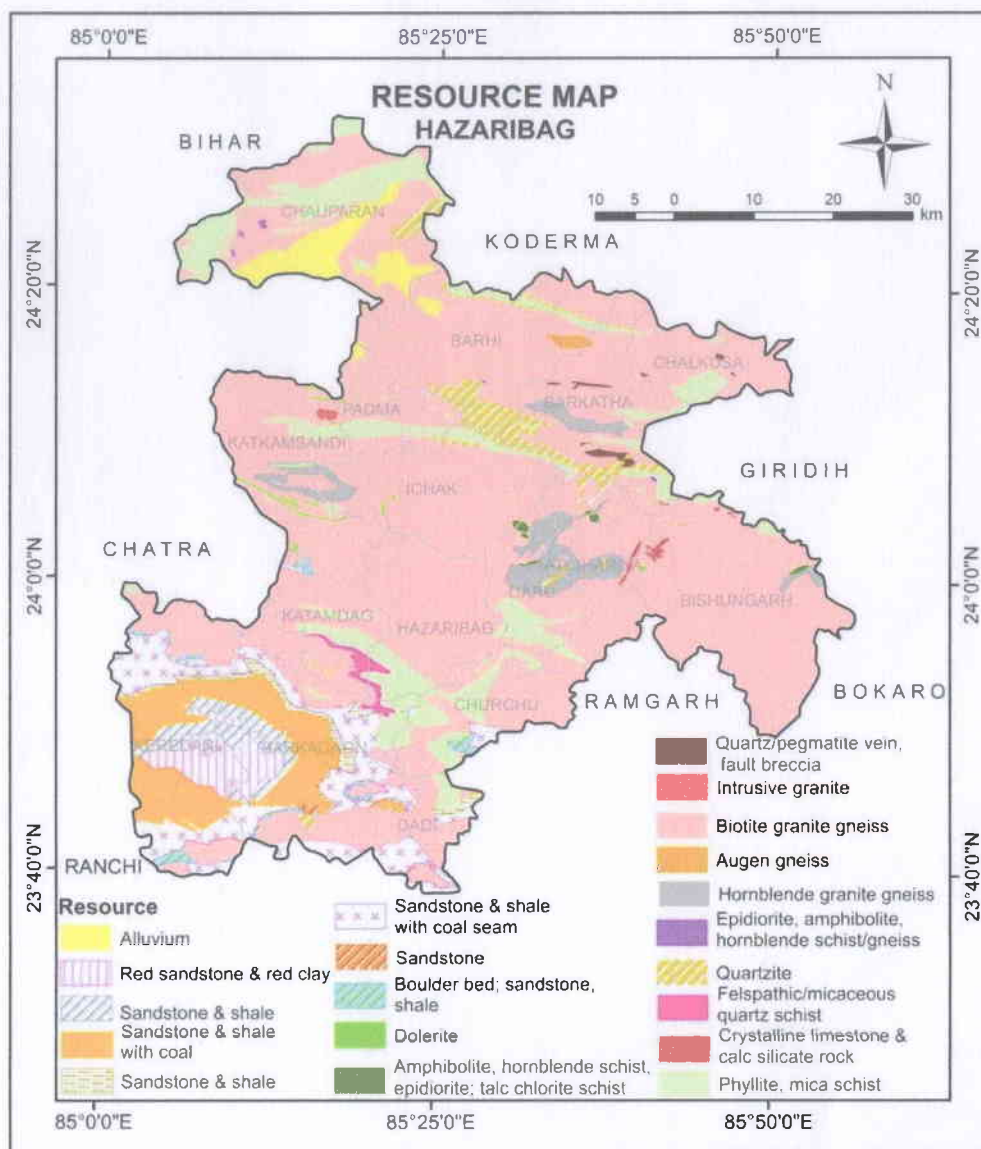 85°0'0"E
85°25'0"E
85°50'0"E
RESOURCE MAP
HAZARIBAG
N
BIHAR
10 5 0 10 20 30
km
CHAUPARAN
KODERMA
24°20'0"N
24°20'0"N
BARHI
CHALKUSA
PADMA
BARKATHA
KATKAMSANDI
GIRIDIH
ICHAK
CHATRA
24°0'0"N
24°0'0"N
DARU
BISHUNGARH
KATAMDAG
HAZARIBAG
CHURCHU
RAMGARH
BOKARO
KEREDARI
BARKAGAON
DADI
RANCHI
23°40'0"N
23°40'0"N
Resource
Alluvium
Red sandstone & red clay
Sandstone & shale
Sandstone & shale
with coal
Sandstone & shale
Sandstone & shale
with coal seam
Sandstone
Boulder bed; sandstone,
shale
Dolerite
Amphibolite, hornblende schist,
epidiorite; talc chlorite schist
Quartz/pegmatite vein,
fault breccia
Intrusive granite
Biotite granite gneiss
Augen gneiss
Hornblende granite gneiss
Epidiorite, amphibolite,
hornblende schist/gneiss
Quartzite
Felspathic/micaceous
quartz schist
Crystalline limestone &
calc silicate rock
Phyllite, mica schist
85°0'0"E
85°25'0"E
85°50'0"E